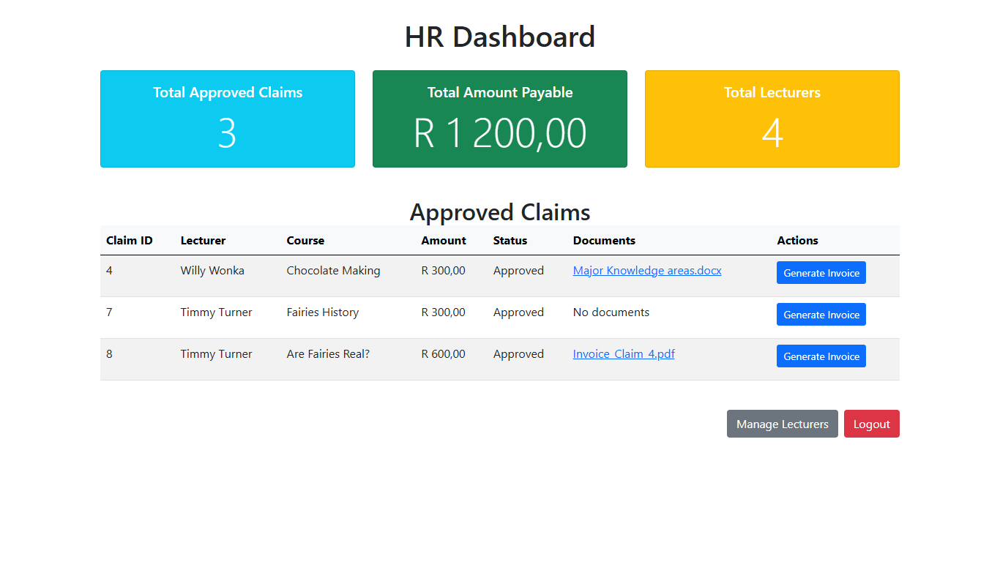 HR Dashboard
Total Approved Claims
3
Total Amount Payable
R 1 200,00
Total Lecturers
4
Approved Claims
Claim ID Lecturer Course Amount Status Documents Actions
4 Willy Wonka Chocolate Making R 300,00 Approved Major Knowledge areas.docx Generate Invoice
7 Timmy Turner Fairies History R 300,00 Approved No documents Generate Invoice
8 Timmy Turner Are Fairies Real? R 600,00 Approved Invoice_Claim_4.pdf Generate Invoice
Manage Lecturers Logout